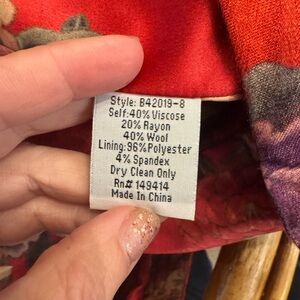 Style: B42019-8
Self:40% Viscose
20% Rayon
40% Wool
Lining:96% Polyester
4% Spandex
Dry Clean Only
Rn# 149414
Made In China